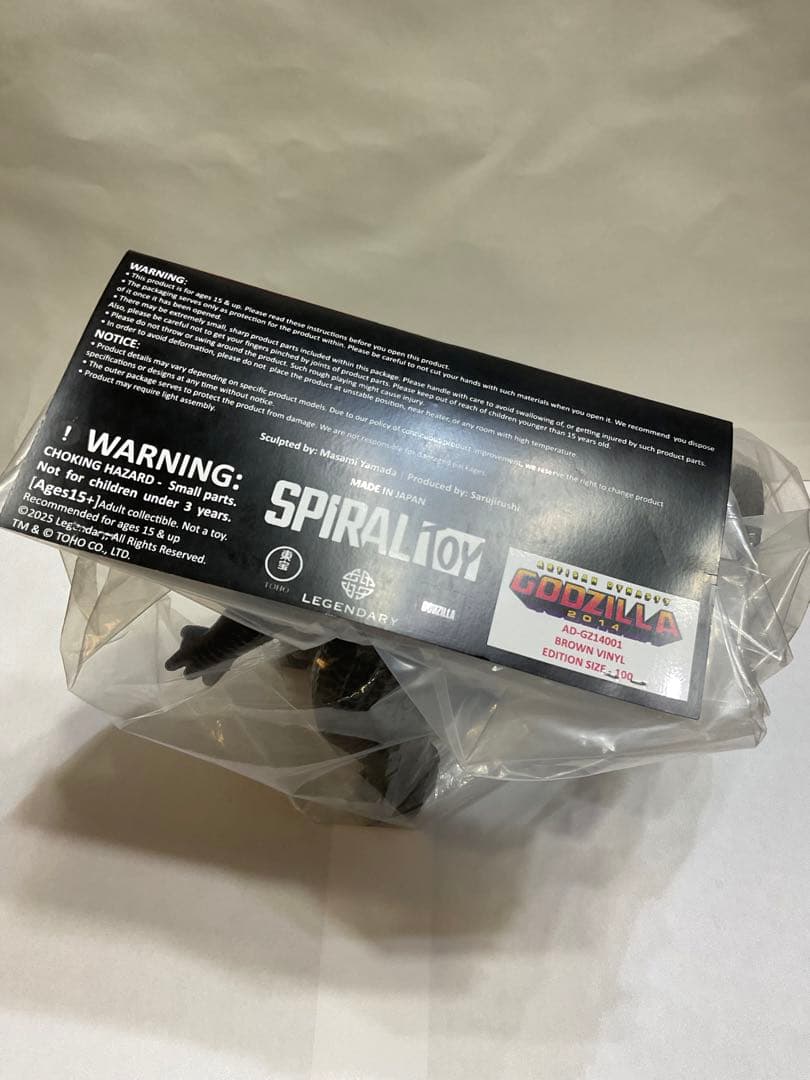 WARNING:
• This product is for ages 15 & up. Please read these instructions before you open this product.
• The packaging serves only as protection for the product within. Please be careful to not cut your hands with such materials when you open it. We recommend you dispose
of it once it has been opened.
• There may be extremely small, sharp product parts included within this package. Please handle with care to avoid swallowing of, or getting injured by such product parts.
Also, please be careful to not get your fingers pinched by joints of product parts. Please keep out of reach of children younger than 15 years old.
• Please do not throw or swing around the product. Such rough playing might cause injury.
• In order to avoid deformation, please do not place the product at unstable position, near heater, or any room with high temperature.
NOTICE:
• Product details may vary depending on specific product models. Due to our policy of continuous product improvement, we reserve the right to change product
specifications or designs at any time without notice.
• The outer package serves to protect the product from damage. We are not responsible for damaged packages.
• Product may require light assembly.
! WARNING:
CHOKING HAZARD - Small parts.
Not for children under 3 years.
[Ages15+]Adult collectible. Not a toy.
Recommended for ages 15 & up
©2025 Legendary. All Rights Reserved.
TM & © TOHO CO., LTD.
Sculpted by: Masami Yamada | Produced by: Sarujirushi
MADE IN JAPAN
SPIRALTOY
東宝
TOHO
LEGENDARY
GODZILLA
ARTISAN DYNASTY
GODZILLA
2014
AD-GZ14001
BROWN VINYL
EDITION SIZE - 100